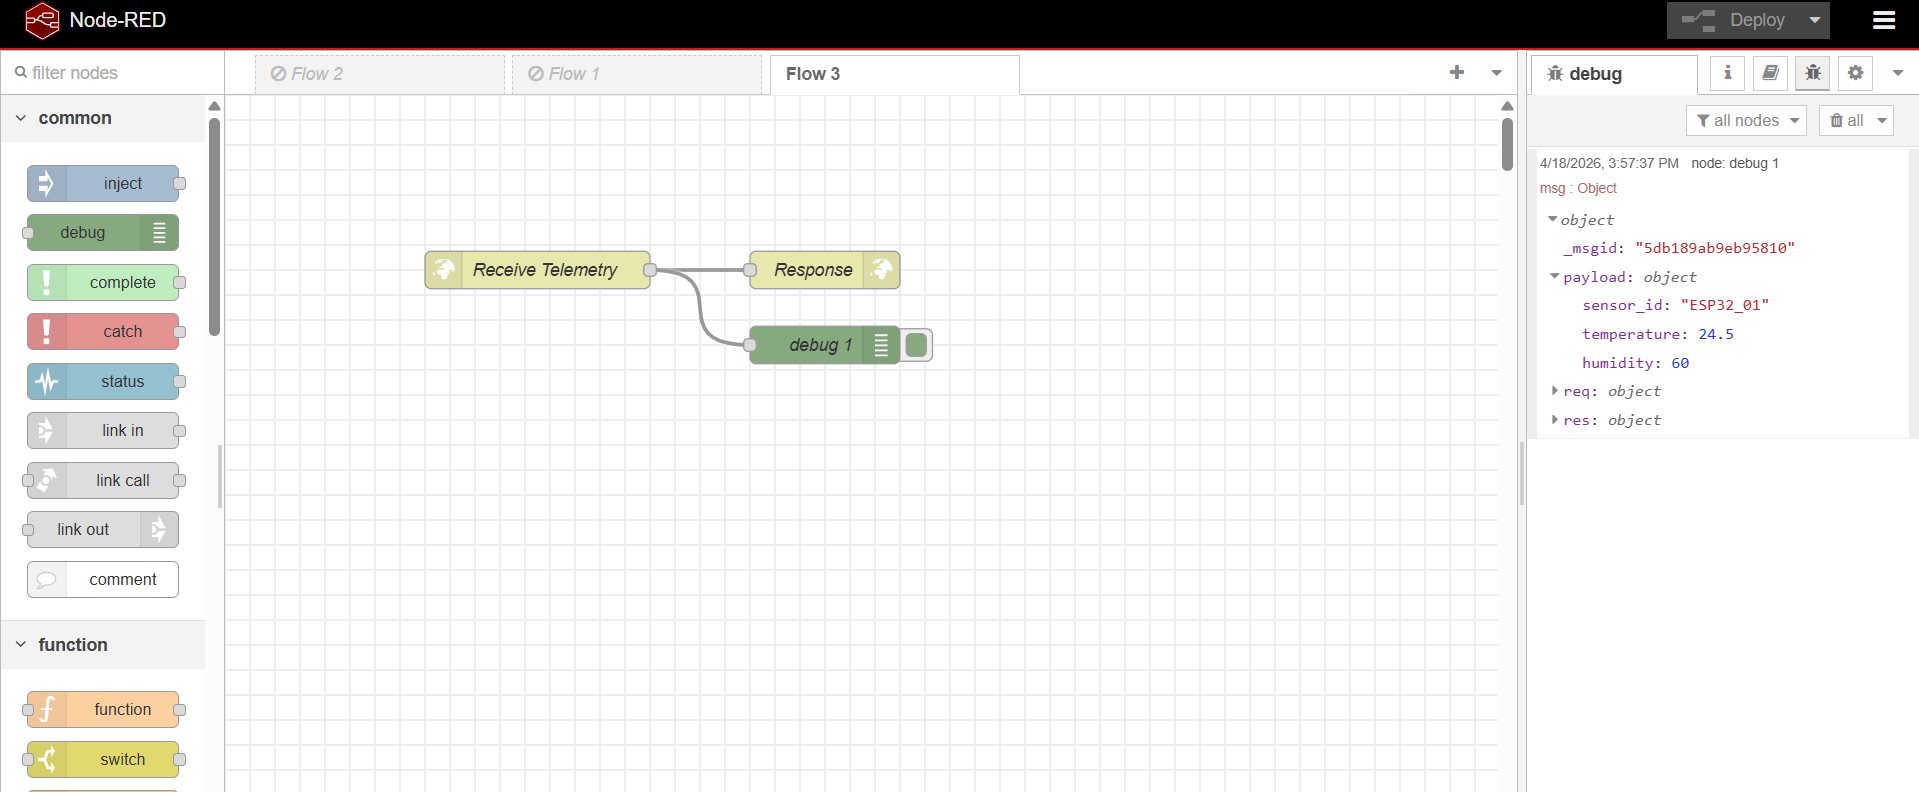 Node-RED
Deploy
filter nodes
Flow 2
Flow 1
Flow 3
debug
i
common
all nodes
all
inject
debug
complete
catch
status
link in
link call
link out
comment
function
function
switch
Receive Telemetry
Response
debug 1
4/18/2026, 3:57:37 PM node: debug 1
msg : Object
object
_msgid: "5db189ab9eb95810"
payload: object
sensor_id: "ESP32_01"
temperature: 24.5
humidity: 60
req: object
res: object